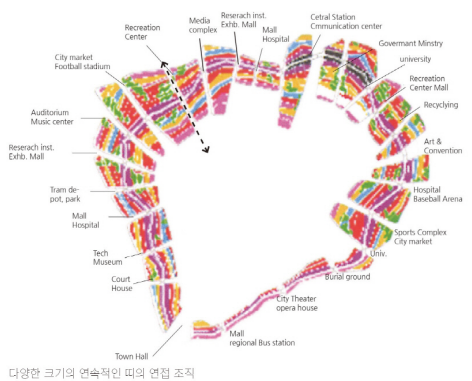 Recreation
Center
Media
complex
Reserach inst.
Exhb. Mall
Mall
Hospital
Cetral Station
Cmmunication center
Govermant Minstry
university
Recreation
Center Mall
Recyclying
Art &
Convention
Hospital
Baseball Arena
Sports Complex
City market
Univ.
Burial ground
City Theater
opera house
Mall
regional Bus station
Town Hall
Court
House
Tech
Museum
Mall
Hospital
Tram de-
pot, park
Reserach inst.
Exhb. Mall
Auditorium
Music center
City market
Football stadium
다양한 크기의 연속적인 띠의 연접 조직